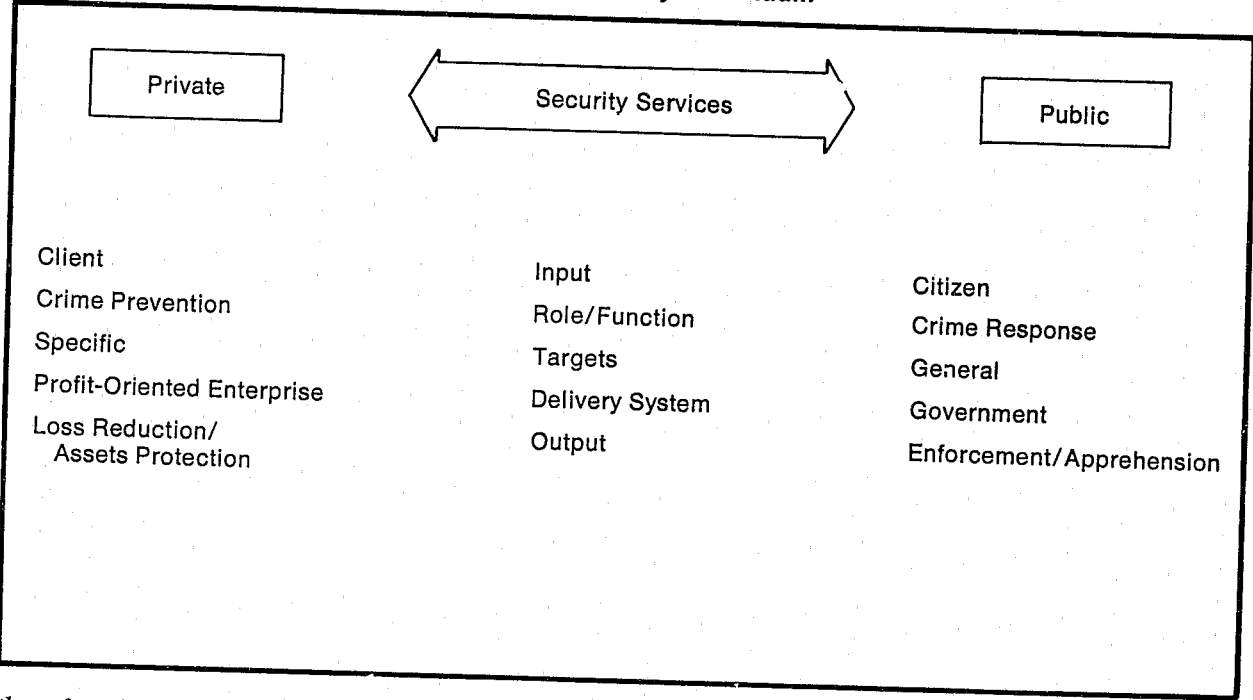 Private
Security Services
Public
Client
Crime Prevention
Specific
Profit-Oriented Enterprise
Loss Reduction/
Assets Protection
Input
Role/Function
Targets
Delivery System
Output
Citizen
Crime Response
General
Government
Enforcement/Apprehension